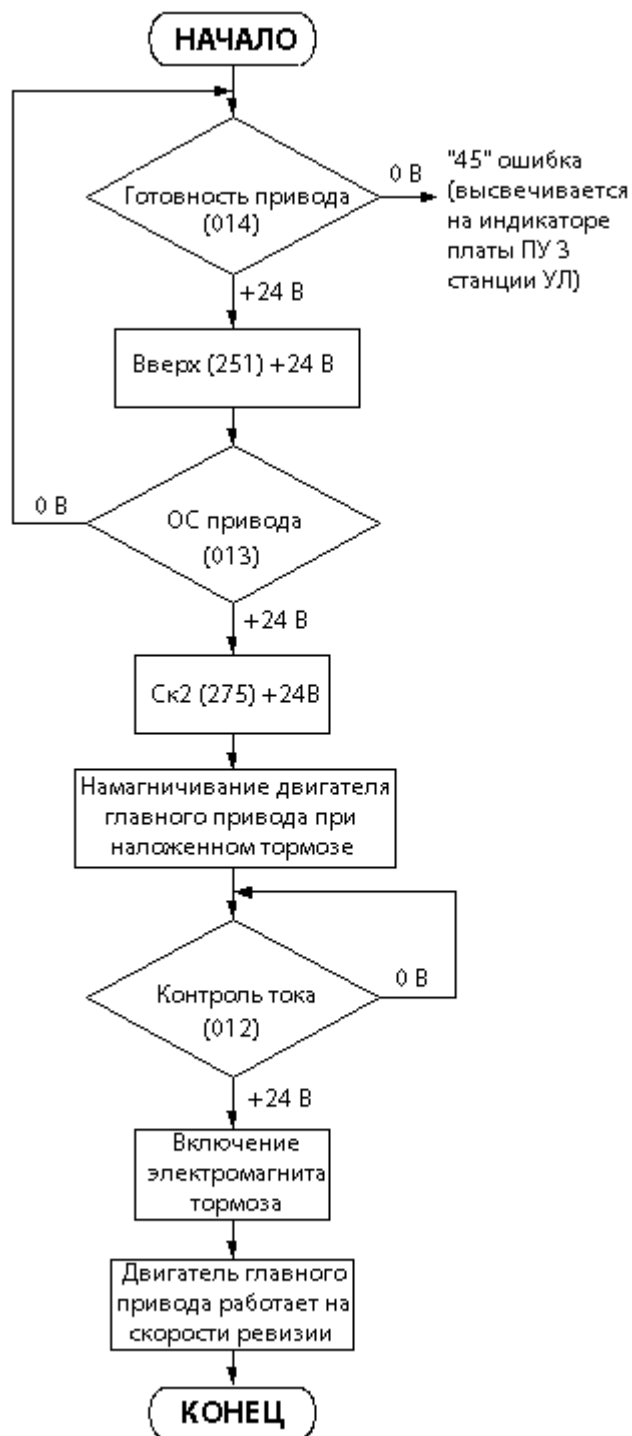 НАЧАЛО
Готовность привода
(014)
0 В
"45" ошибка
(высвечивается
на индикаторе
платы ПУ 3
станции УЛ)
+24 В
Вверх (251) +24 В
0 В
ОС привода
(013)
+24 В
Ск2 (275) +24В
Намагничивание двигателя
главного привода при
наложенном тормозе
Контроль тока
(012)
0 В
+24 В
Включение
электромагнита
тормоза
Двигатель главного
привода работает на
скорости ревизии
КОНЕЦ